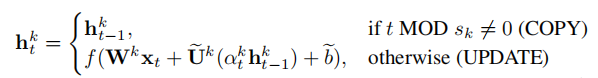 h_t^k = { h_{t-1}^k, if t MOD s_k ≠ 0 (COPY)
f(W^k x_t + Ũ^k(α_t^k h_{t-1}^k) + b̃), otherwise (UPDATE)